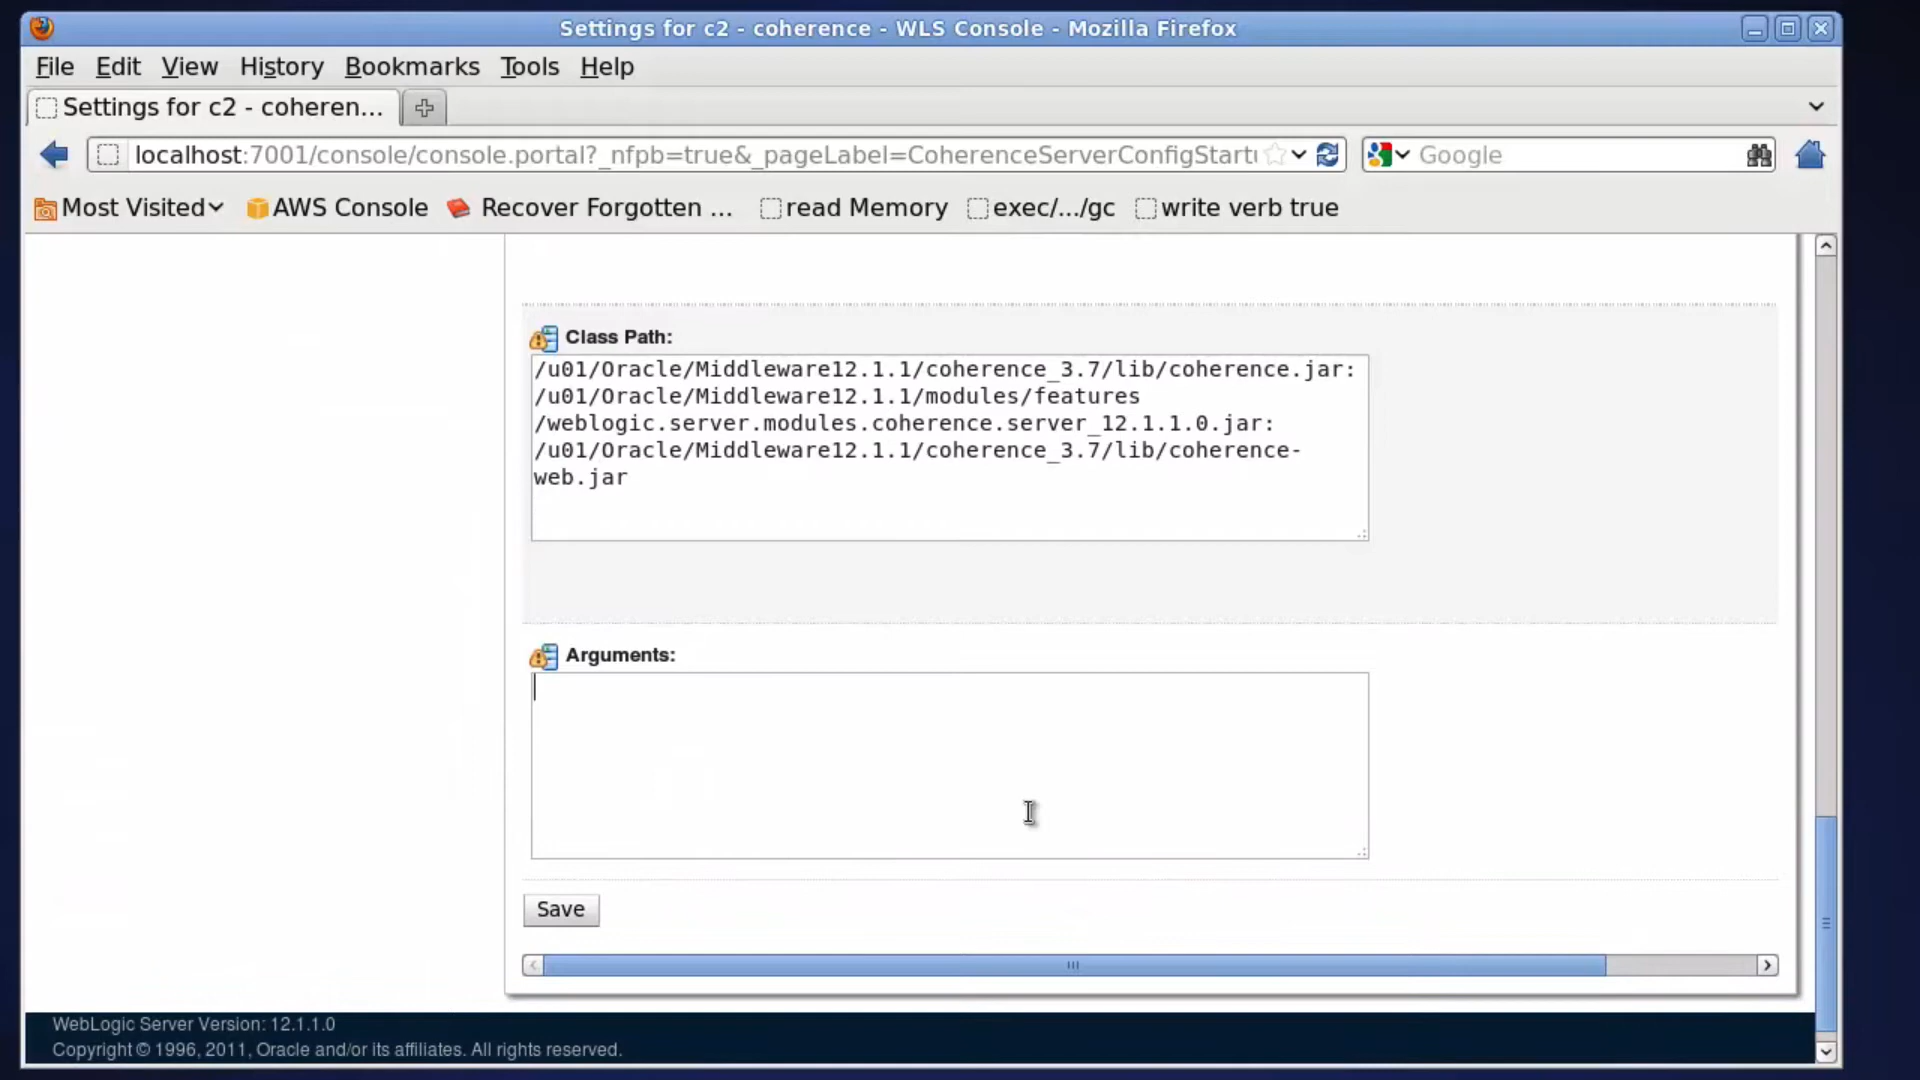 Settings for c2 - coherence - WLS Console - Mozilla Firefox
File Edit View History Bookmarks Tools Help
Settings for c2 - coheren...
localhost:7001/console/console.portal?_nfpb=true&_pageLabel=CoherenceServerConfigStartu
Google
Most Visited AWS Console Recover Forgotten ... read Memory exec/.../gc write verb true
Class Path:
/u01/Oracle/Middleware12.1.1/coherence_3.7/lib/coherence.jar:
/u01/Oracle/Middleware12.1.1/modules/features
/weblogic.server.modules.coherence.server_12.1.1.0.jar:
/u01/Oracle/Middleware12.1.1/coherence_3.7/lib/coherence-
web.jar
Arguments:
Save
WebLogic Server Version: 12.1.1.0
Copyright © 1996, 2011, Oracle and/or its affiliates. All rights reserved.